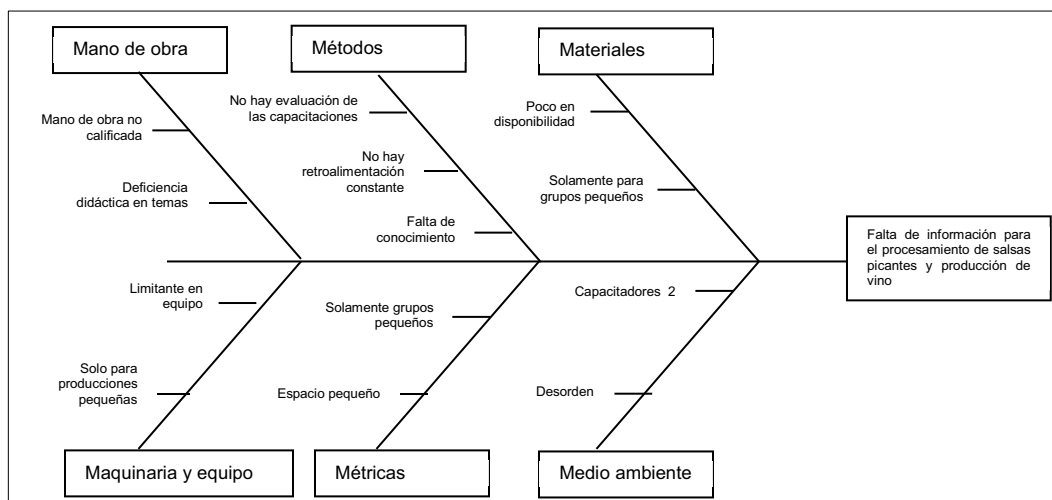 Mano de obra
Métodos
Materiales
Mano de obra no
calificada
Deficiencia
didáctica en temas
No hay evaluación de
las capacitaciones
No hay
retroalimentación
constante
Falta de
conocimiento
Poco en
disponibilidad
Solamente para
grupos pequeños
Falta de información para
el procesamiento de salsas
picantes y producción de
vino
Limitante en
equipo
Solo para
producciones
pequeñas
Solamente grupos
pequeños
Espacio pequeño
Capacitadores 2
Desorden
Maquinaria y equipo
Métricas
Medio ambiente